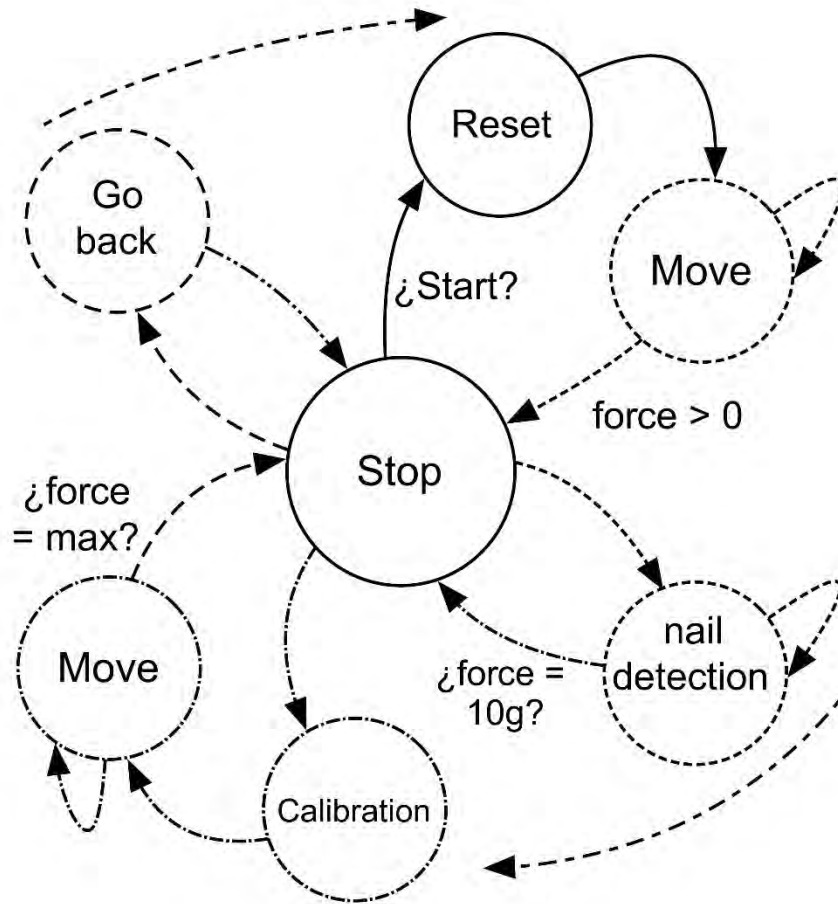 Reset
Go
back
Move
¿Start?
force > 0
Stop
¿force
= max?
Move
nail
detection
¿force =
10g?
Calibration